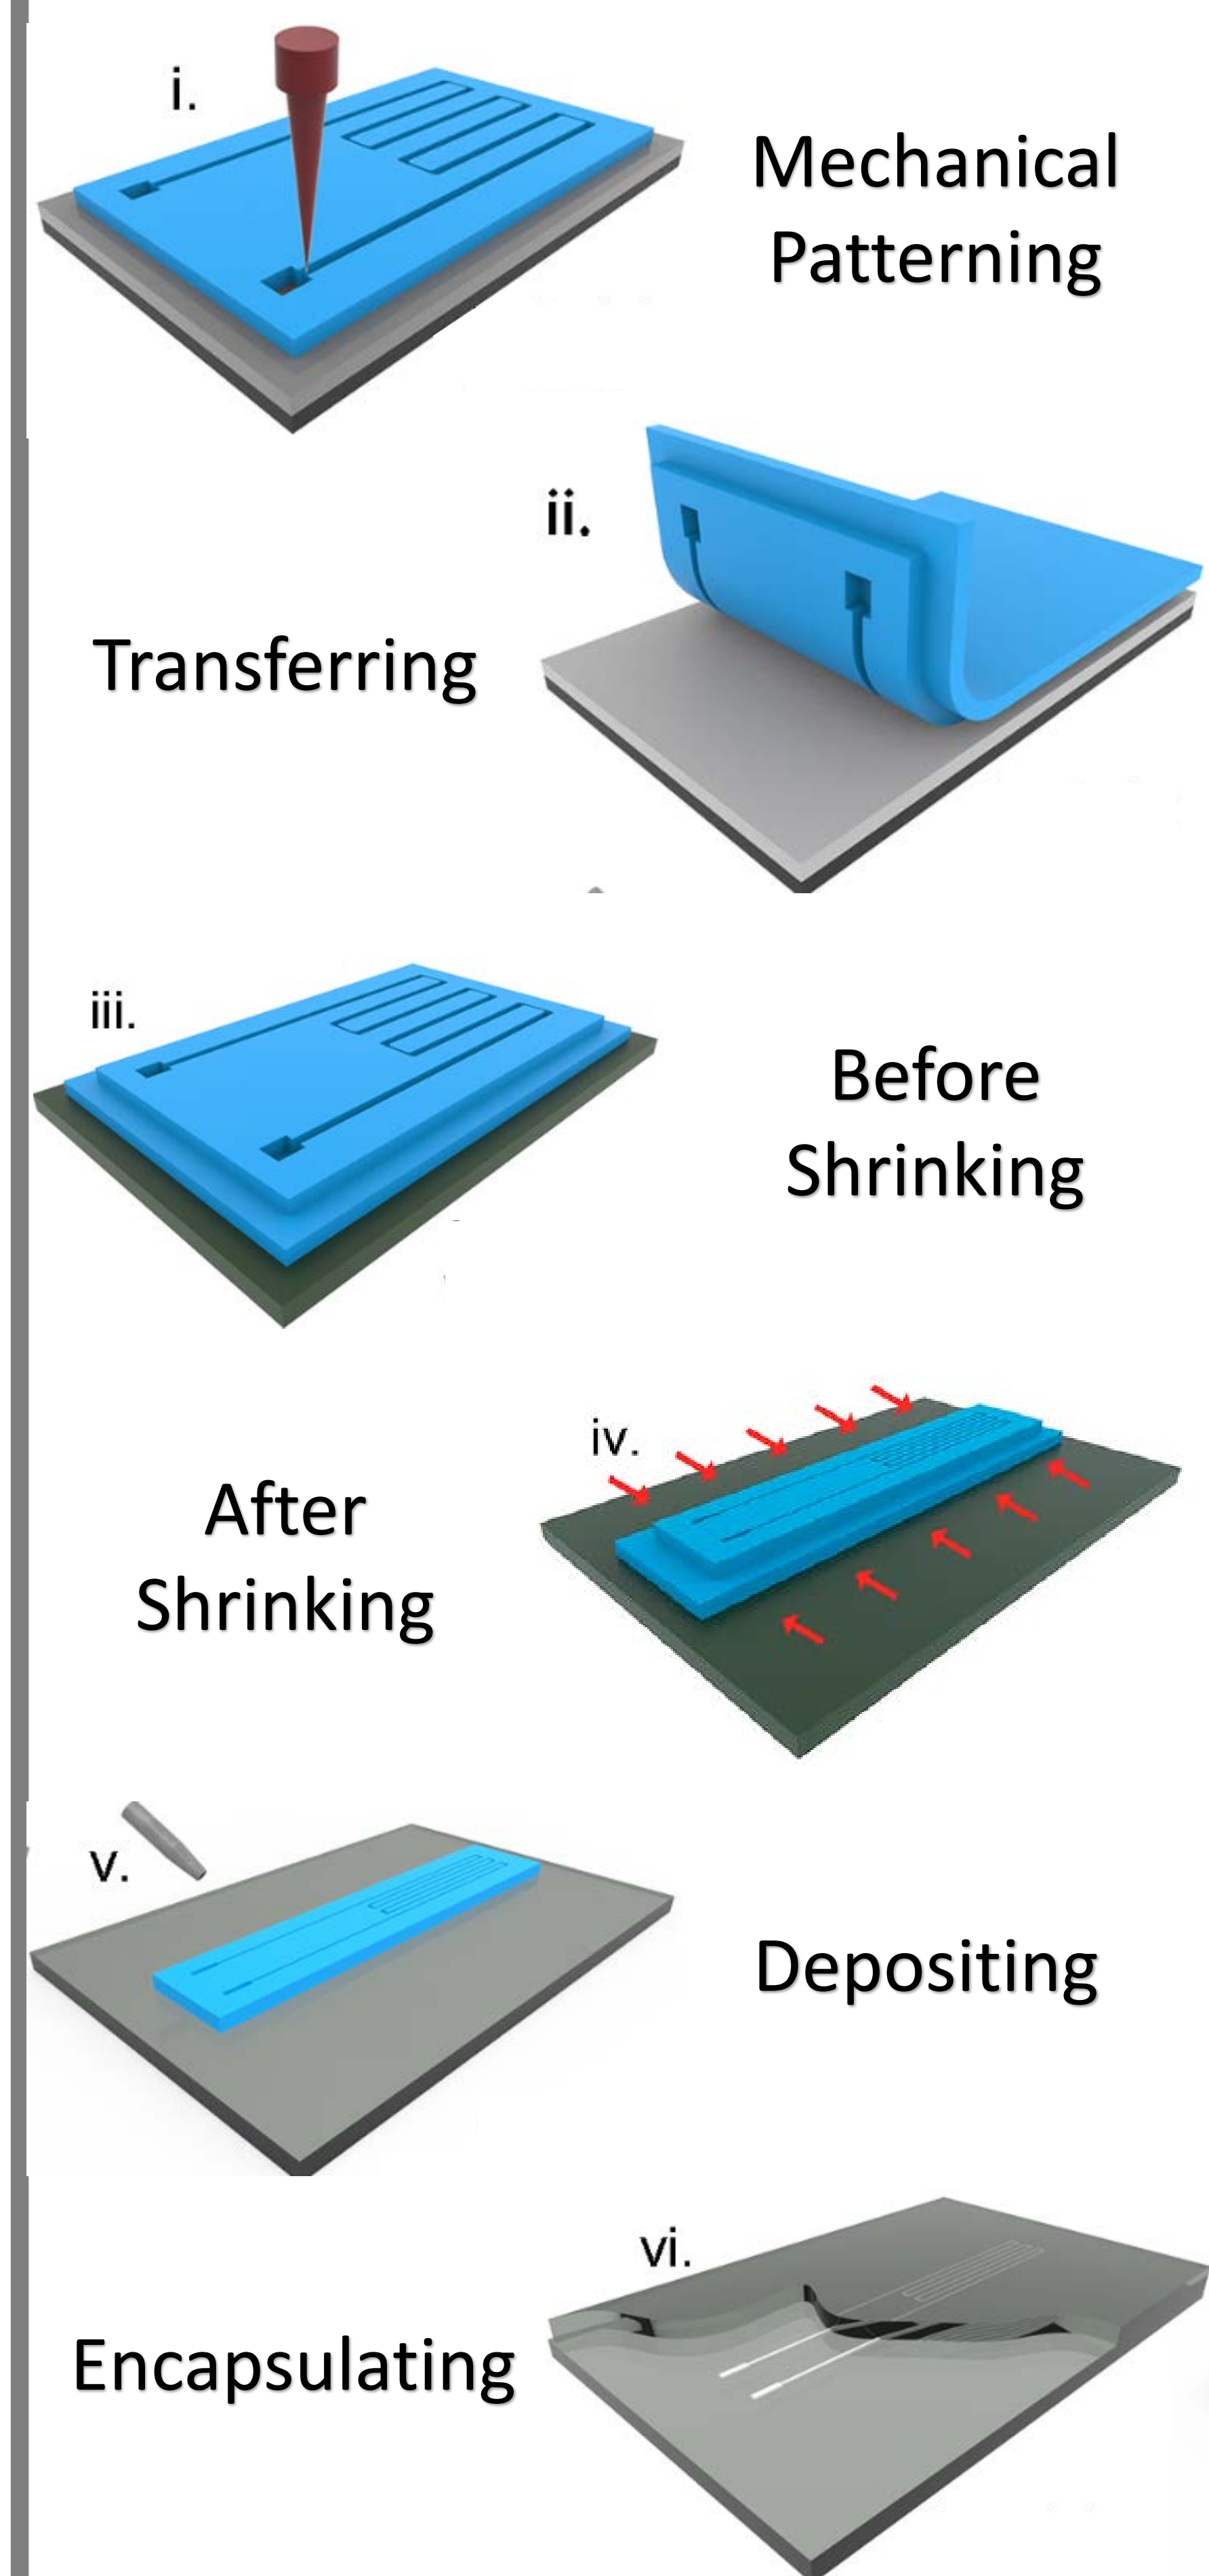 i.
Mechanical
Patterning
ii.
Transferring
iii.
Before
Shrinking
iv.
After
Shrinking
v.
Depositing
vi.
Encapsulating